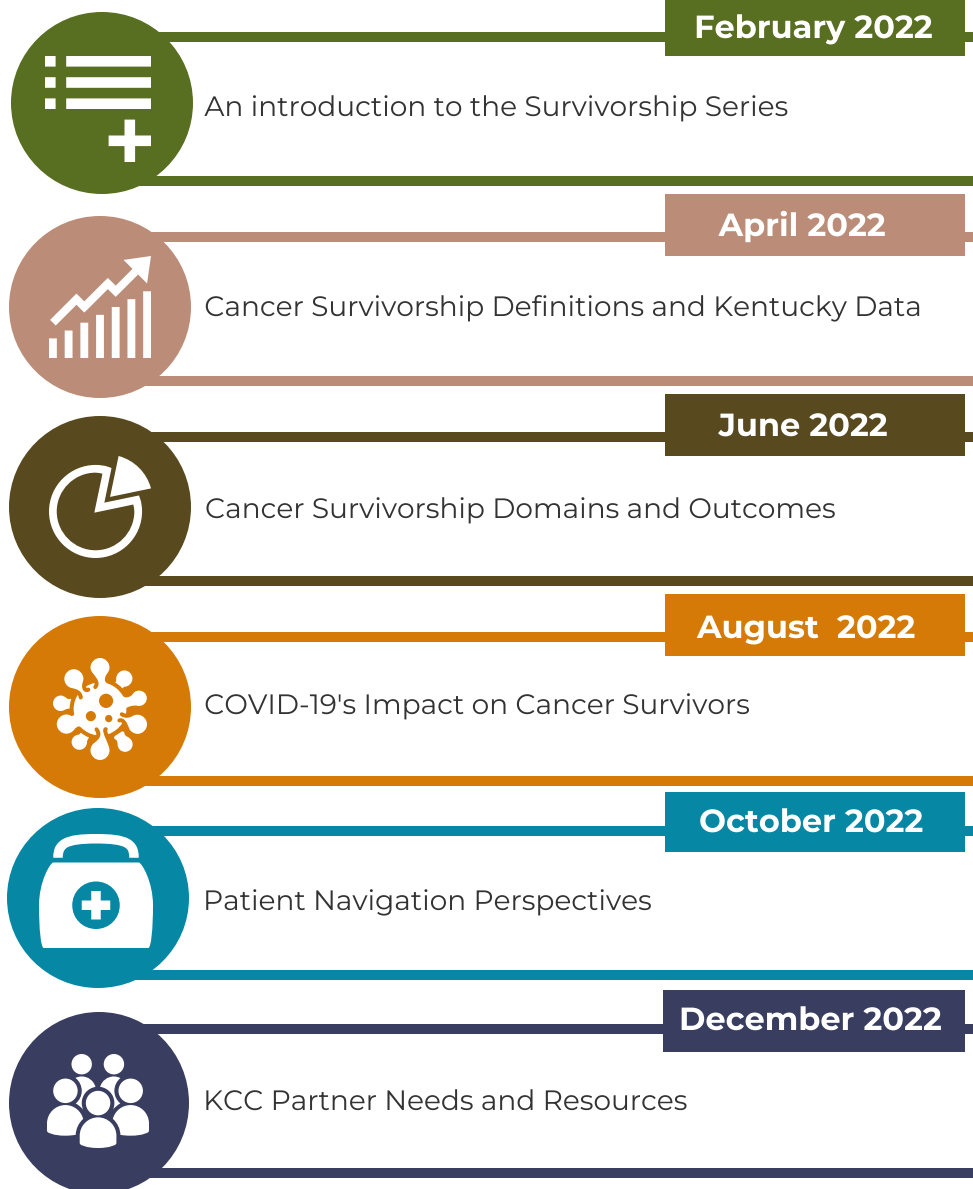 February 2022
An introduction to the Survivorship Series
April 2022
Cancer Survivorship Definitions and Kentucky Data
June 2022
Cancer Survivorship Domains and Outcomes
August  2022
COVID-19's Impact on Cancer Survivors
October 2022
Patient Navigation Perspectives
December 2022
KCC Partner Needs and Resources